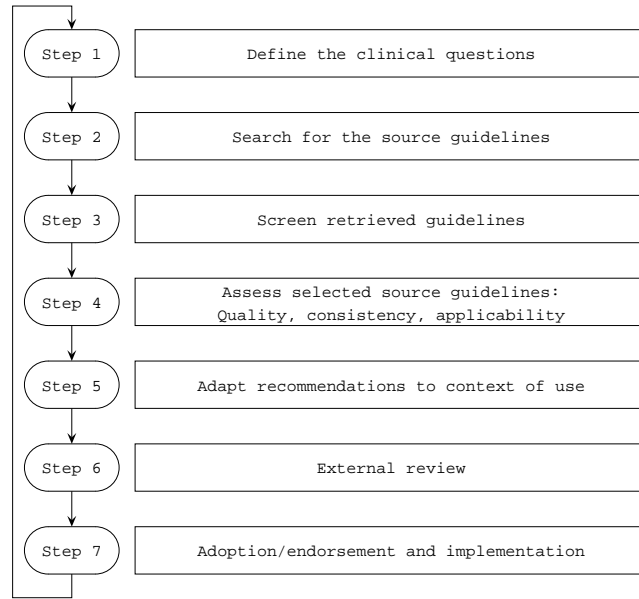 Step 1
Define the clinical questions
Step 2
Search for the source guidelines
Step 3
Screen retrieved guidelines
Step 4
Assess selected source guidelines:
Quality, consistency, applicability
Step 5
Adapt recommendations to context of use
Step 6
External review
Step 7
Adoption/endorsement and implementation